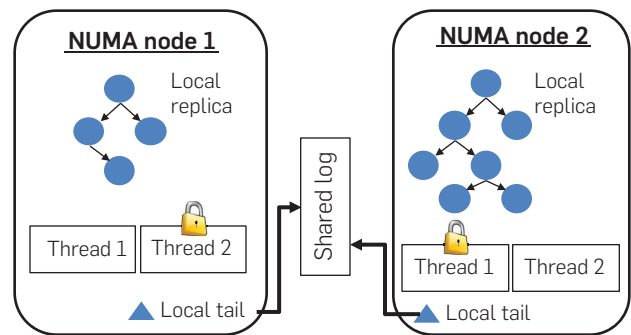 NUMA node 1
Local
replica
Thread 1
Thread 2
Local tail
Shared log
NUMA node 2
Local
replica
Thread 1
Thread 2
Local tail